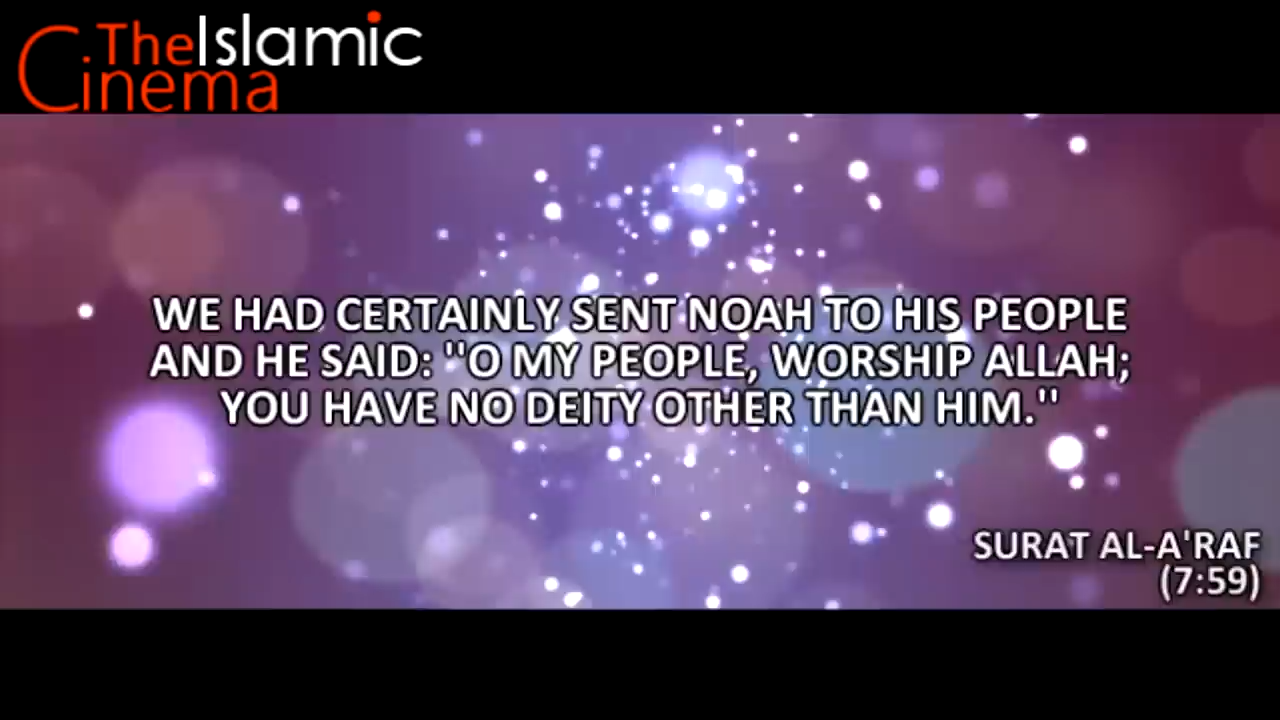 TheIslamic
Cinema
WE HAD CERTAINLY SENT NOAH TO HIS PEOPLE
AND HE SAID: "O MY PEOPLE, WORSHIP ALLAH;
YOU HAVE NO DEITY OTHER THAN HIM."
SURAT AL-A'RAF
(7:59)